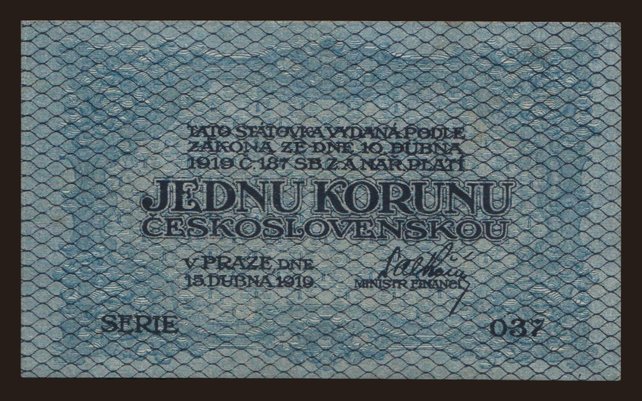 TATO STÁTOVKA VYDANÁ PODLE
ZÁKONA ZE DNE 10. DUBNA
1919 Č. 187 SB. Z. A NAŘ. PLATÍ
JEDNU KORUNU
ČESKOSLOVENSKOU
V PRAZE DNE
15. DUBNA 1919
MINISTR FINANCÍ
SERIE 037